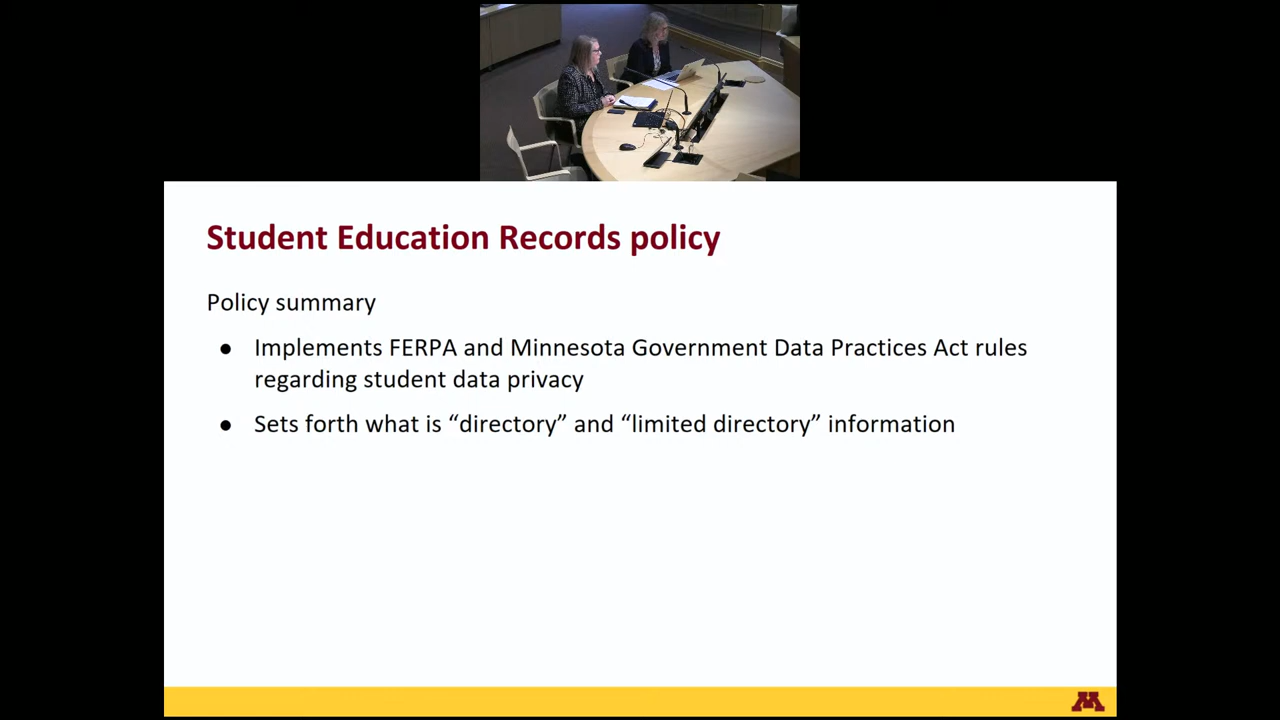 Student Education Records policy
Policy summary
● Implements FERPA and Minnesota Government Data Practices Act rules
regarding student data privacy
● Sets forth what is “directory” and “limited directory” information
M